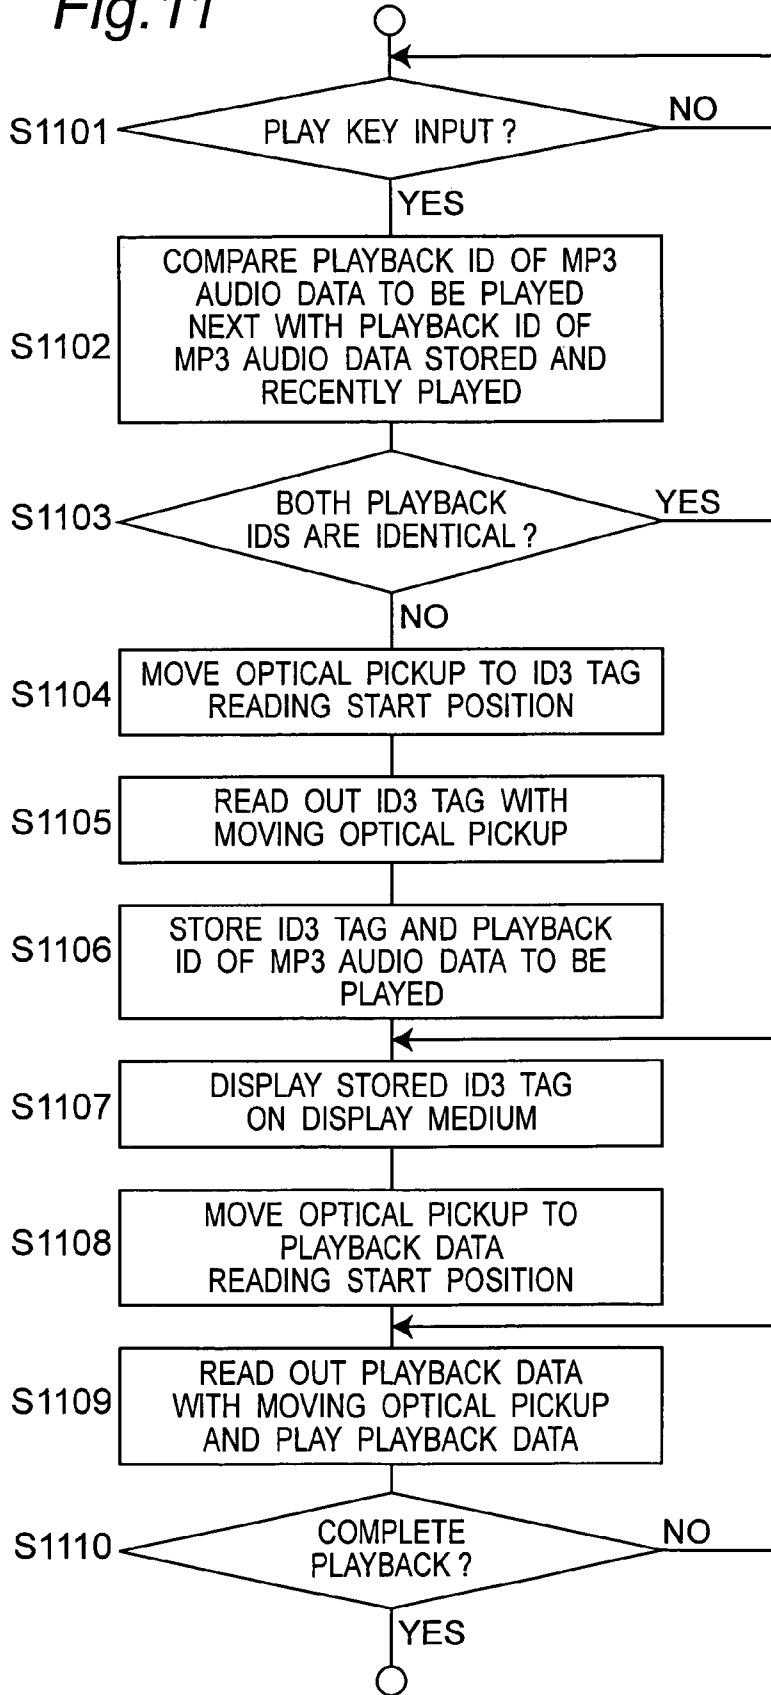 Fig.11
S1101
PLAY KEY INPUT?
NO
YES
S1102
COMPARE PLAYBACK ID OF MP3
AUDIO DATA TO BE PLAYED
NEXT WITH PLAYBACK ID OF
MP3 AUDIO DATA STORED AND
RECENTLY PLAYED
S1103
BOTH PLAYBACK
IDS ARE IDENTICAL?
YES
NO
S1104
MOVE OPTICAL PICKUP TO ID3 TAG
READING START POSITION
S1105
READ OUT ID3 TAG WITH
MOVING OPTICAL PICKUP
S1106
STORE ID3 TAG AND PLAYBACK
ID OF MP3 AUDIO DATA TO BE
PLAYED
S1107
DISPLAY STORED ID3 TAG
ON DISPLAY MEDIUM
S1108
MOVE OPTICAL PICKUP TO
PLAYBACK DATA
READING START POSITION
S1109
READ OUT PLAYBACK DATA
WITH MOVING OPTICAL PICKUP
AND PLAY PLAYBACK DATA
S1110
COMPLETE
PLAYBACK?
NO
YES